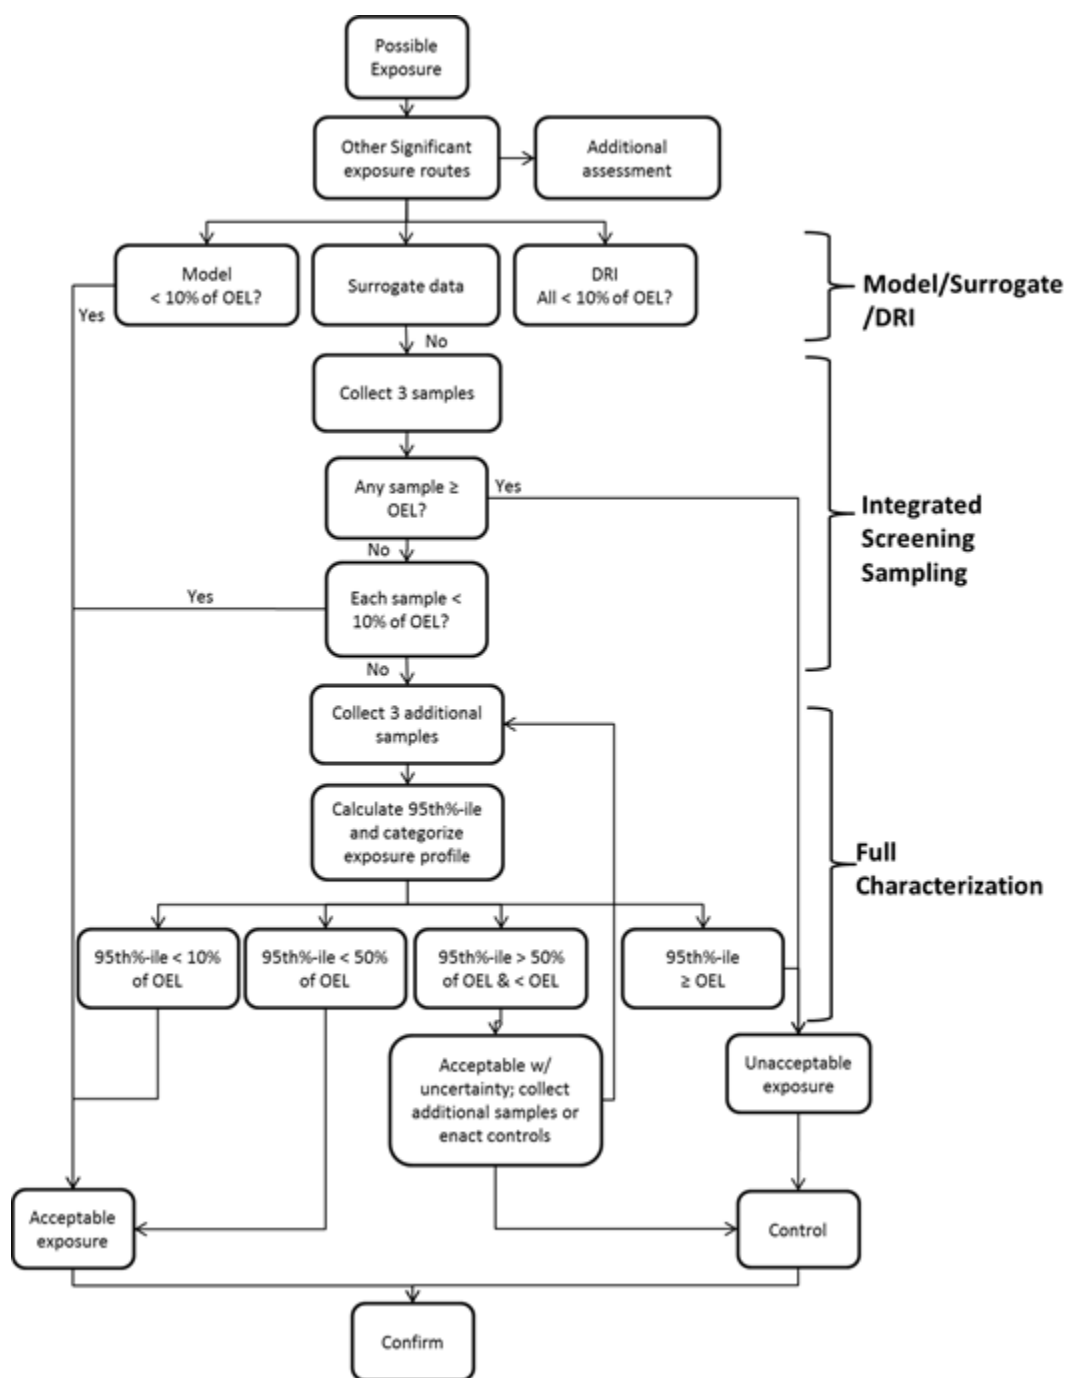 Possible
Exposure
Other Significant
exposure routes
Additional
assessment
Model
< 10% of OEL?
Surrogate data
DRI
All < 10% of OEL?
Model/Surrogate
/DRI
Yes
No
Collect 3 samples
Any sample ≥
OEL?
Yes
Integrated
Screening
Sampling
No
Each sample <
10% of OEL?
Yes
No
Collect 3 additional
samples
Calculate 95th%-ile
and categorize
exposure profile
Full
Characterization
95th%-ile < 10%
of OEL
95th%-ile < 50%
of OEL
95th%-ile > 50%
of OEL & < OEL
95th%-ile
≥ OEL
Acceptable w/
uncertainty; collect
additional samples or
enact controls
Unacceptable
exposure
Acceptable
exposure
Control
Confirm